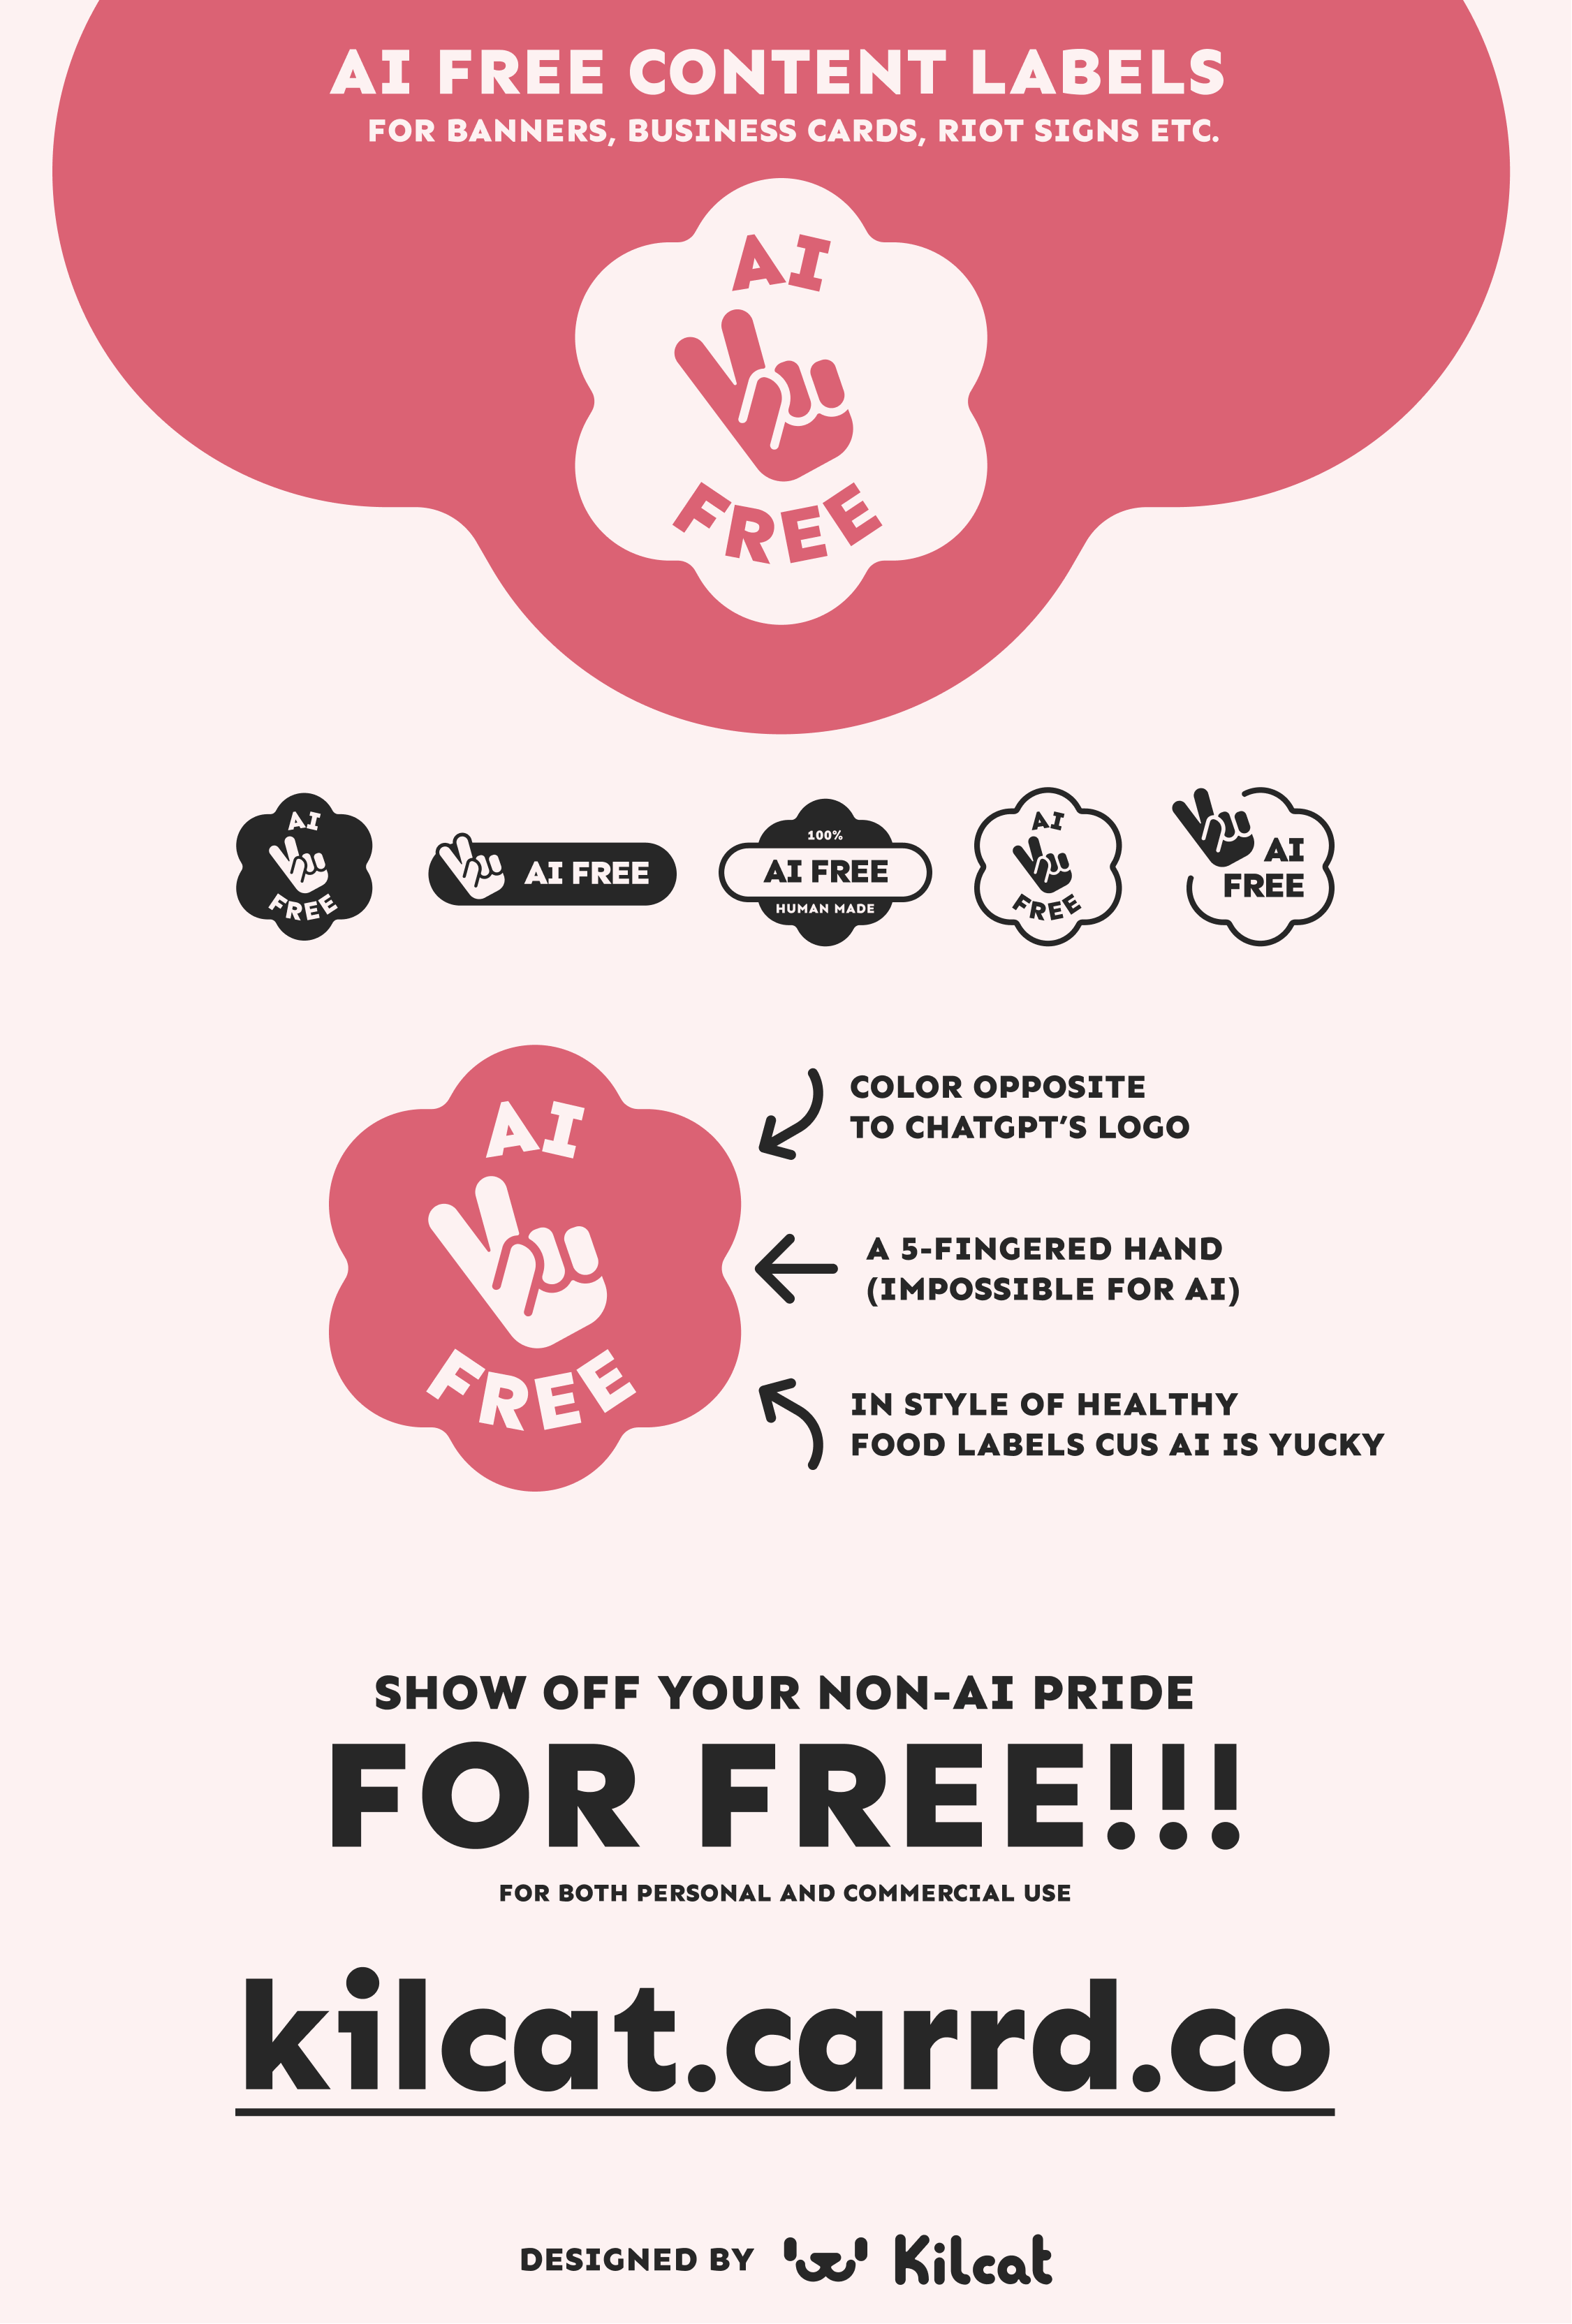 AI FREE CONTENT LABELS
FOR BANNERS, BUSINESS CARDS, RIOT SIGNS ETC.
AI
FREE
AI
FREE
AI FREE
100%
AI FREE
HUMAN MADE
AI
FREE
AI
FREE
AI
FREE
COLOR OPPOSITE
TO CHATGPT'S LOGO
A 5-FINGERED HAND
(IMPOSSIBLE FOR AI)
IN STYLE OF HEALTHY
FOOD LABELS CUS AI IS YUCKY
SHOW OFF YOUR NON-AI PRIDE
FOR FREE!!!
FOR BOTH PERSONAL AND COMMERCIAL USE
kilcat.carrd.co
DESIGNED BY Kilcat